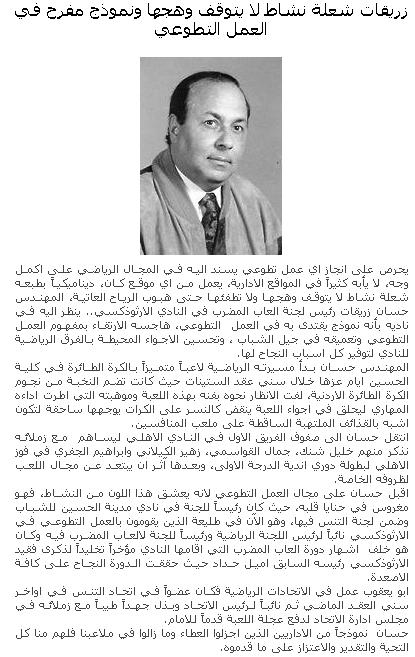 زريقات شعلة نشاط لا يتوقف وهجها ونموذج مفرح في
العمل التطوعي
يحرص على انجاز اي عمل تطوعي يسند اليه في المجال الرياضي على اكمل
وجه، لا يأبه كثيراً في المواقع الادارية، يعمل من اي موقع كان، ديناميكياً بطبعه
شعلة نشاط لا يتوقف وهجها ولا تطفئها حتى هبوب الرياح العاتية، المهندس
حسان زريقات رئيس لجنة العاب المضرب في النادي الارثوذكسي.. ينظر اليه في
ناديه بأنه نموذج يقتدى به في العمل التطوعي، هاجسه الارتقاء بمفهوم العمل
التطوعي وتعميقه في جيل الشباب ، وتحسين الاجواء المحيطة بالفرق الرياضية
للنادي لتوفير كل اسباب النجاح لها.
المهندس حسان بدأ مسيرته الرياضية لاعباً متميزاً بالكرة الطائرة في كلية
الحسين ايام عزها خلال سني عقد الستينات حيث كانت تضم النخبة من نجوم
الكرة الطائرة الاردنية، لفت الانظار نحوه بفنه بهذه اللعبة وموهبته التي اطرت اداءه
المهاري ليحلق في اجواء اللعبة ينقض كالنسر على الكرات يوجهها ساحقة لتكون
اشبه بالقذائف الملتهبة الساقطة على ملعب المنافسين.
انتقل حسان الى صفوف الفريق الاول في النادي الاهلي ليساهم مع زملائه
نذكر منهم خليل شنك، جمال القواسمي، زهير الكيلاني وابراهيم الجفري في فوز
الاهلي لبطولة دوري اندية الدرجة الاولى، وبعدها آثر ان يبتعد عن مجال اللعب
لظروفه الخاصة.
اقبل حسان على مجال العمل التطوعي لانه يعشق هذا اللون من النشاط، فهو
مغروس في حنايا قلبه، حيث كان رئيساً للجنة في نادي مدينة الحسين للشباب
وضمن لجنة التنس فيها، وهو الآن في طليعة الذين يقومون بالعمل التطوعي في
الارثوذكسي نائباً لرئيس اللجنة الرياضية ورئيساً للجنة لالعاب المضرب فيه وكان
هو خلف اشهار دورة العاب المضرب التي اقامها النادي مؤخراً تخليداً لذكرى فقيد
الارثوذكسي رئيسه السابق اميل حداد حيث حققت الدورة النجاح على كافة
الاصعدة.
ابو يعقوب عمل في الاتحادات الرياضية فكان عضواً في اتحاد التنس في اواخر
سني العقد الماضي ثم نائباً لرئيس الاتحاد وبذل جهداً طيباً مع زملائه في
مجلس ادارة الاتحاد لدفع عجلة اللعبة قدماً للامام.
حسان نموذجاً من الاداريين الذين اجزلوا العطاء وما زالوا في ملاعبنا فلهم منا كل
التحية والتقدير والاعتزاز على ما قدموه.